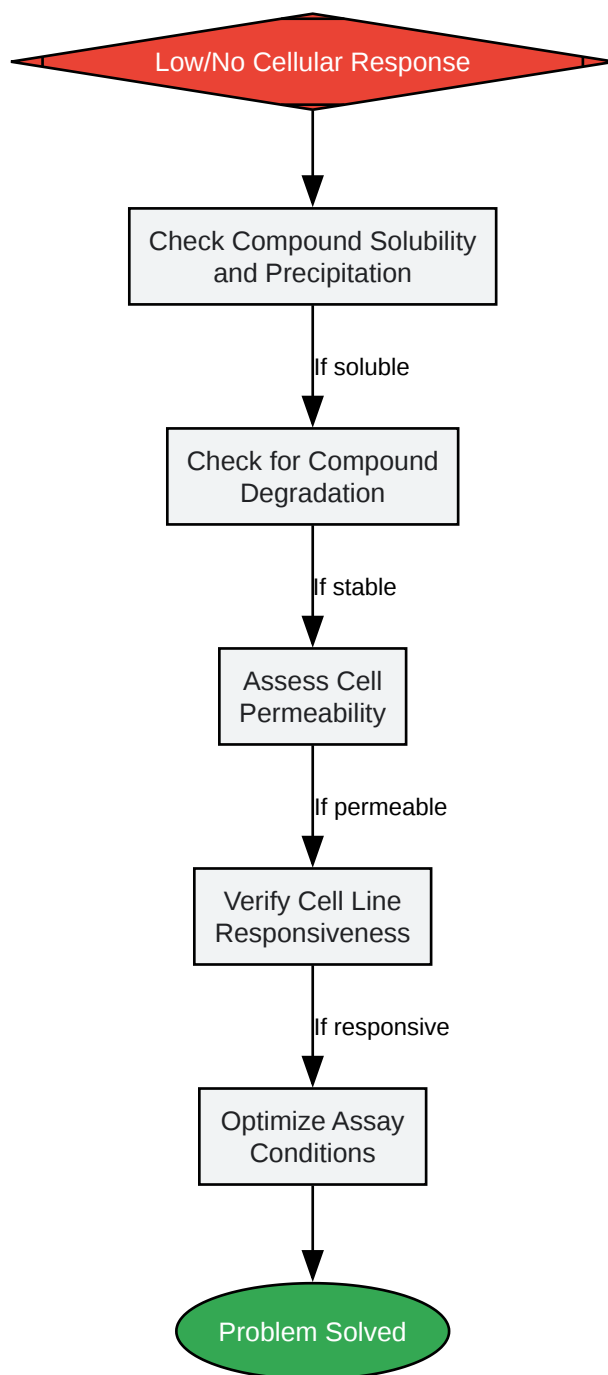 Low/No Cellular Response
Check Compound Solubility
and Precipitation
If soluble
Check for Compound
Degradation
If stable
Assess Cell
Permeability
If permeable
Verify Cell Line
Responsiveness
If responsive
Optimize Assay
Conditions
Problem Solved